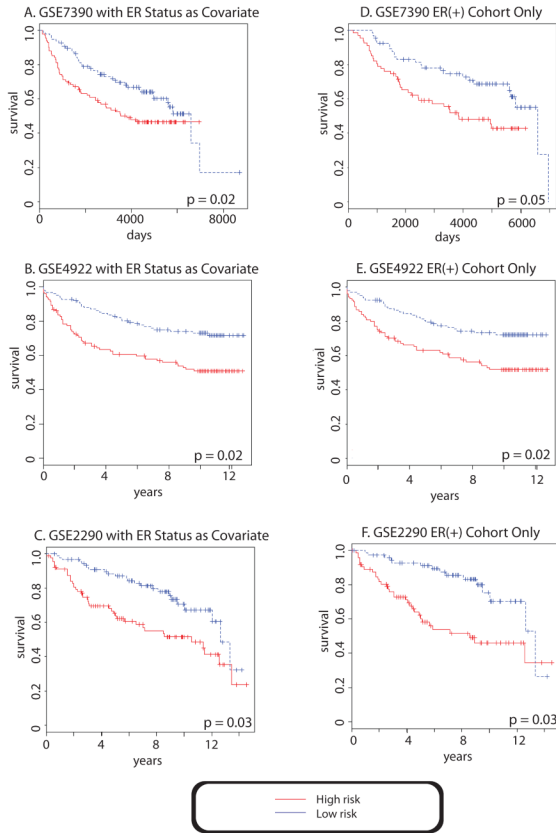 A. GSE7390 with ER Status as Covariate
survival
0 0.2 0.4 0.6 0.8 1.0
0 4000 8000
days
p = 0.02
D. GSE7390 ER(+) Cohort Only
survival
0 0.2 0.4 0.6 0.8 1.0
0 2000 4000 6000
days
p = 0.05
B. GSE4922 with ER Status as Covariate
survival
0 0.2 0.4 0.6 0.8 1.0
0 4 8 12
years
p = 0.02
E. GSE4922 ER(+) Cohort Only
survival
0 0.2 0.4 0.6 0.8 1.0
0 4 8 12
years
p = 0.02
C. GSE2290 with ER Status as Covariate
survival
0 0.2 0.4 0.6 0.8 1.0
0 4 8 12
years
p = 0.03
F. GSE2290 ER(+) Cohort Only
survival
0 0.2 0.4 0.6 0.8 1.0
0 4 8 12
years
p = 0.03
High risk
Low risk